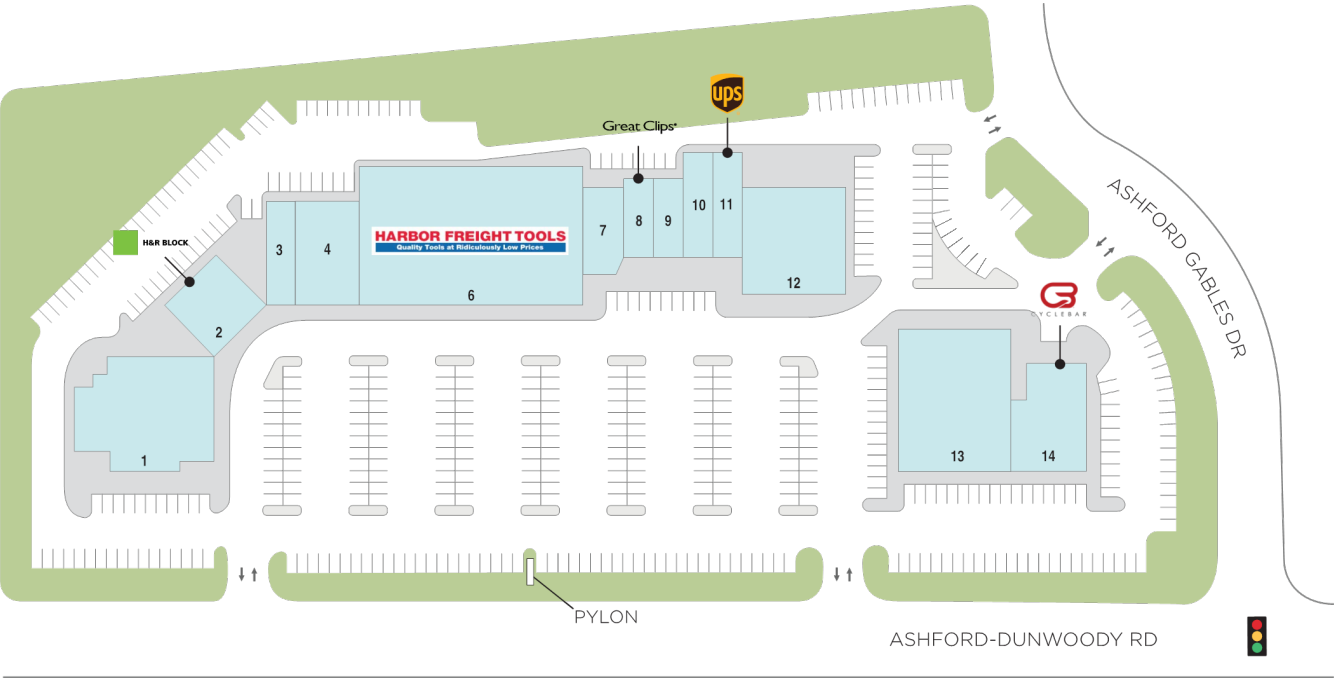 ups
Great Clips®
ASHFORD GABLES DR
H&R BLOCK
HARBOR FREIGHT TOOLS
Quality Tools at Ridiculously Low Prices
CYCLEBAR
1
2
3
4
6
7
8
9
10
11
12
13
14
PYLON
ASHFORD-DUNWOODY RD